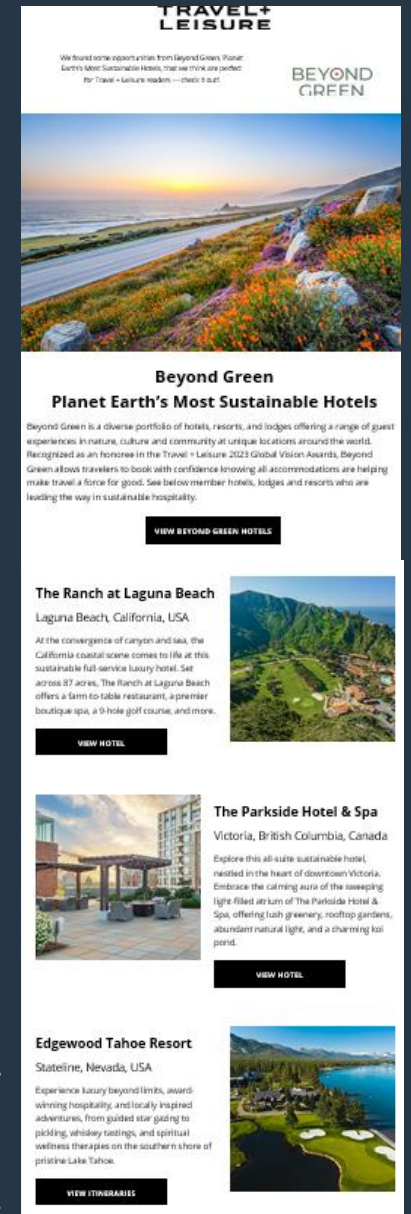 TRAVEL+
LEISURE
We found some opportunities from Beyond Green, Planet
Earth's Most Sustainable Hotels, that we think are perfect
for Travel + Leisure readers — check it out!
BEYOND
GREEN
Beyond Green
Planet Earth's Most Sustainable Hotels
Beyond Green is a diverse portfolio of hotels, resorts, and lodges offering a range of guest
experiences in nature, culture and community at unique locations around the world.
Recognized as an honoree in the Travel + Leisure 2023 Global Vision Awards, Beyond
Green allows travelers to book with confidence knowing all accommodations are helping
make travel a force for good. See below member hotels, lodges and resorts who are
leading the way in sustainable hospitality.
VIEW BEYOND GREEN HOTELS
The Ranch at Laguna Beach
Laguna Beach, California, USA
At the convergence of canyon and sea, the
California coastal scene comes to life at this
sustainable full-service luxury hotel. Set
across 87 acres, The Ranch at Laguna Beach
offers a farm-to-table restaurant, a premier
boutique spa, a 9-hole golf course, and more.
VIEW HOTEL
The Parkside Hotel & Spa
Victoria, British Columbia, Canada
Explore this all-suite sustainable hotel,
nestled in the heart of downtown Victoria.
Embrace the calming aura of the sweeping
light-filled atrium of The Parkside Hotel &
Spa, offering lush greenery, rooftop gardens,
abundant natural light, and a charming koi
pond.
VIEW HOTEL
Edgewood Tahoe Resort
Stateline, Nevada, USA
Experience luxury beyond limits, award-
winning hospitality, and locally inspired
adventures, from guided star gazing to
pickling, whiskey tastings, and spiritual
wellness therapies on the southern shore of
pristine Lake Tahoe.
VIEW ITINERARIES